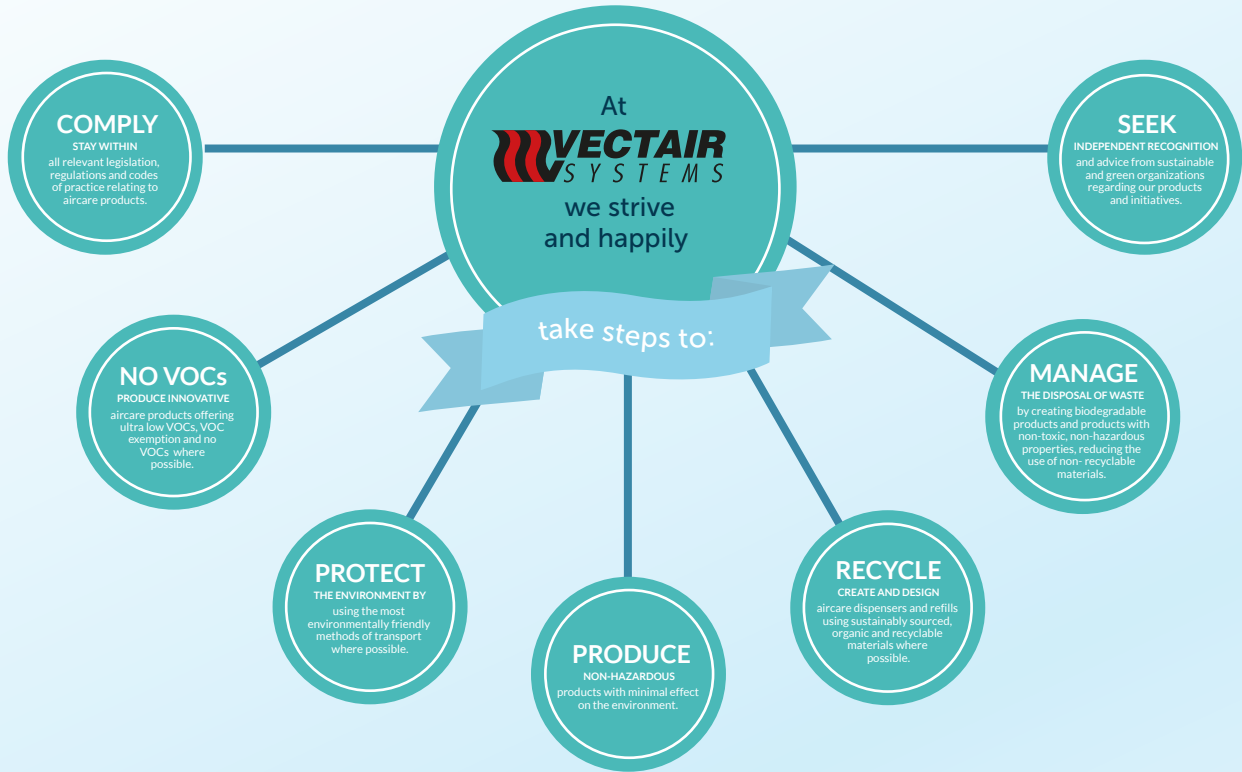 At
VECTAIR
SYSTEMS
we strive
and happily
take steps to:
COMPLY
STAY WITHIN
all relevant legislation,
regulations and codes
of practice relating to
aircare products.
NO VOCs
PRODUCE INNOVATIVE
aircare products offering
ultra low VOCs, VOC
exemption and no
VOCs where
possible.
PROTECT
THE ENVIRONMENT BY
using the most
environmentally friendly
methods of transport
where possible.
PRODUCE
NON-HAZARDOUS
products with minimal effect
on the environment.
RECYCLE
CREATE AND DESIGN
aircare dispensers and refills
using sustainably sourced,
organic and recyclable
materials where
possible.
MANAGE
THE DISPOSAL OF WASTE
by creating biodegradable
products and products with
non-toxic, non-hazardous
properties, reducing the
use of non- recyclable
materials.
SEEK
INDEPENDENT RECOGNITION
and advice from sustainable
and green organizations
regarding our products
and initiatives.